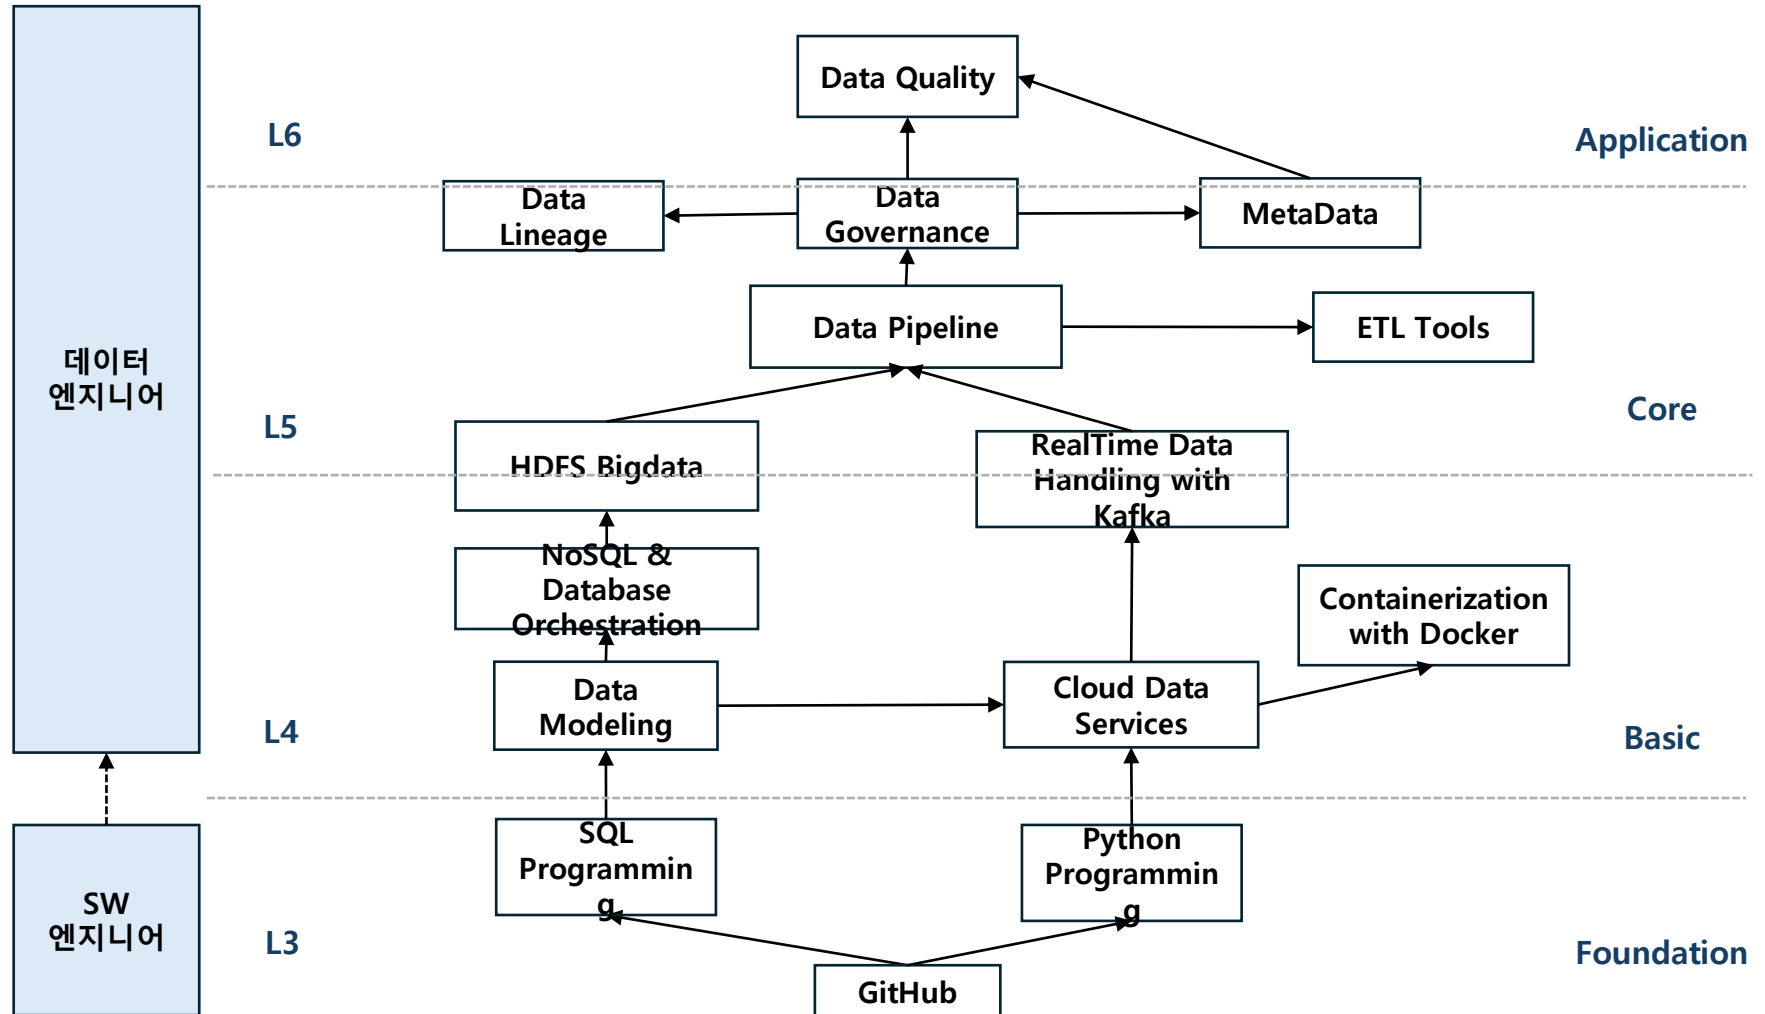 Data Quality
L6
Application
Data
Lineage
Data
Governance
MetaData
Data Pipeline
ETL Tools
데이터
엔지니어
L5
Core
HDFS Bigdata
RealTime Data
Handling with
Kafka
NoSQL &
Database
Orchestration
Containerization
with Docker
Data
Modeling
Cloud Data
Services
L4
Basic
SQL
Programmin
g
Python
Programmin
g
SW
엔지니어
L3
Foundation
GitHub